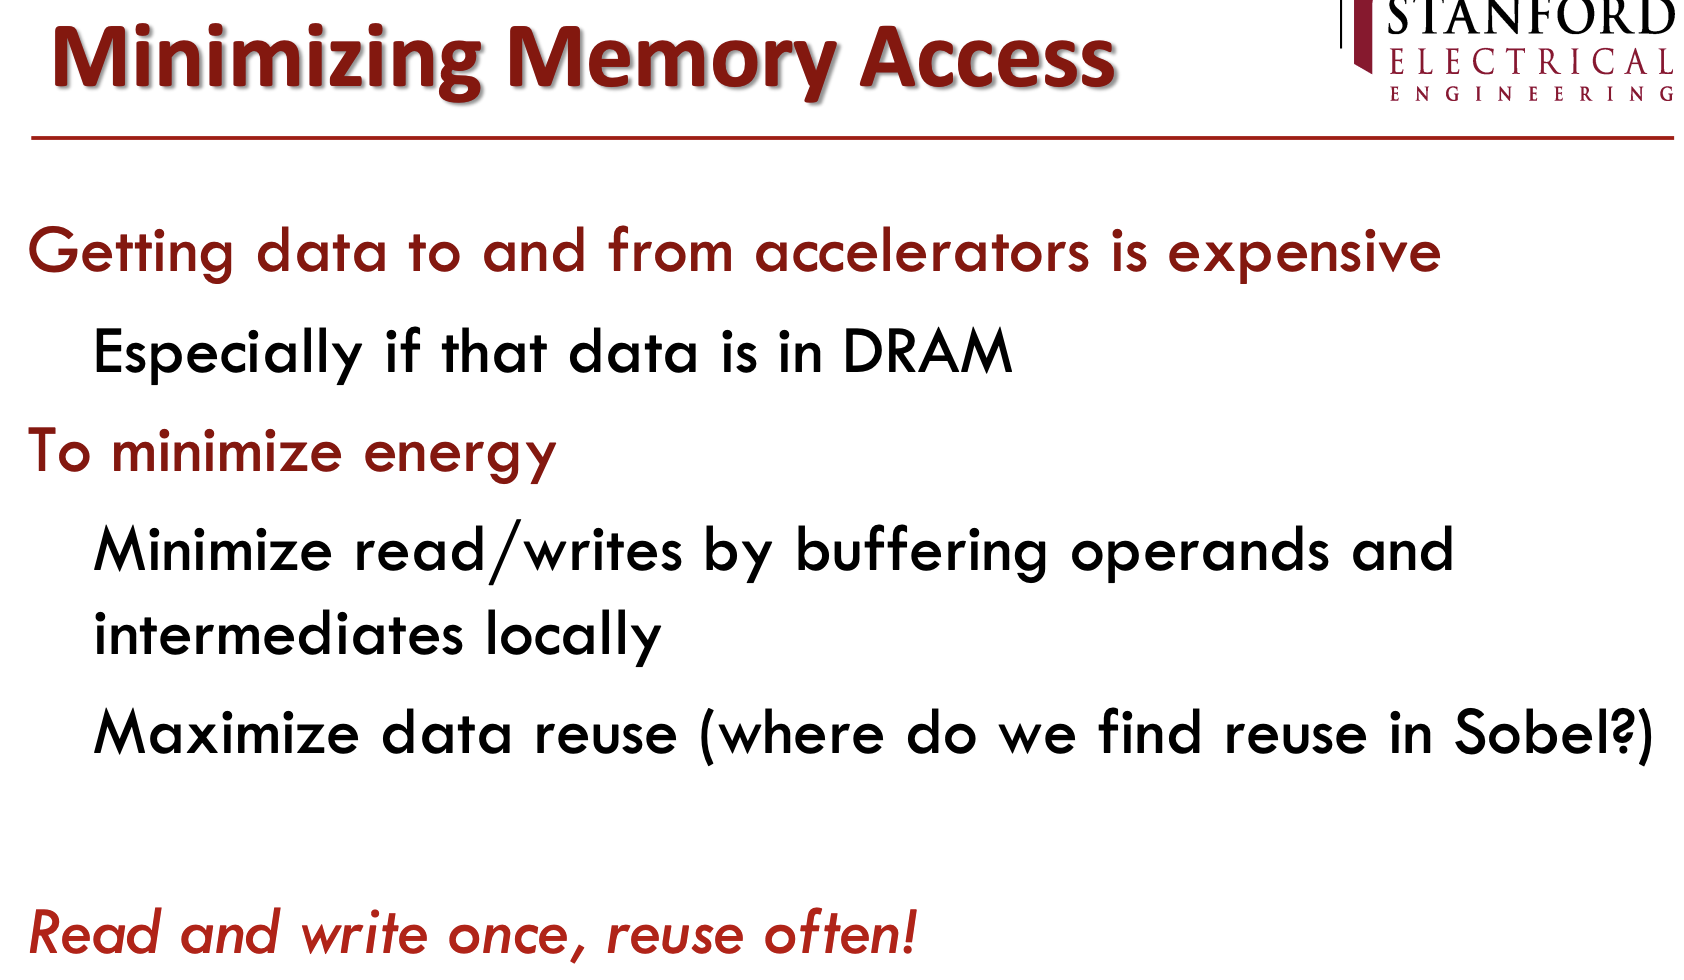 Minimizing Memory Access
STANFORD
ELECTRICAL
ENGINEERING
Getting data to and from accelerators is expensive
Especially if that data is in DRAM
To minimize energy
Minimize read/writes by buffering operands and
intermediates locally
Maximize data reuse (where do we find reuse in Sobel?)
Read and write once, reuse often!